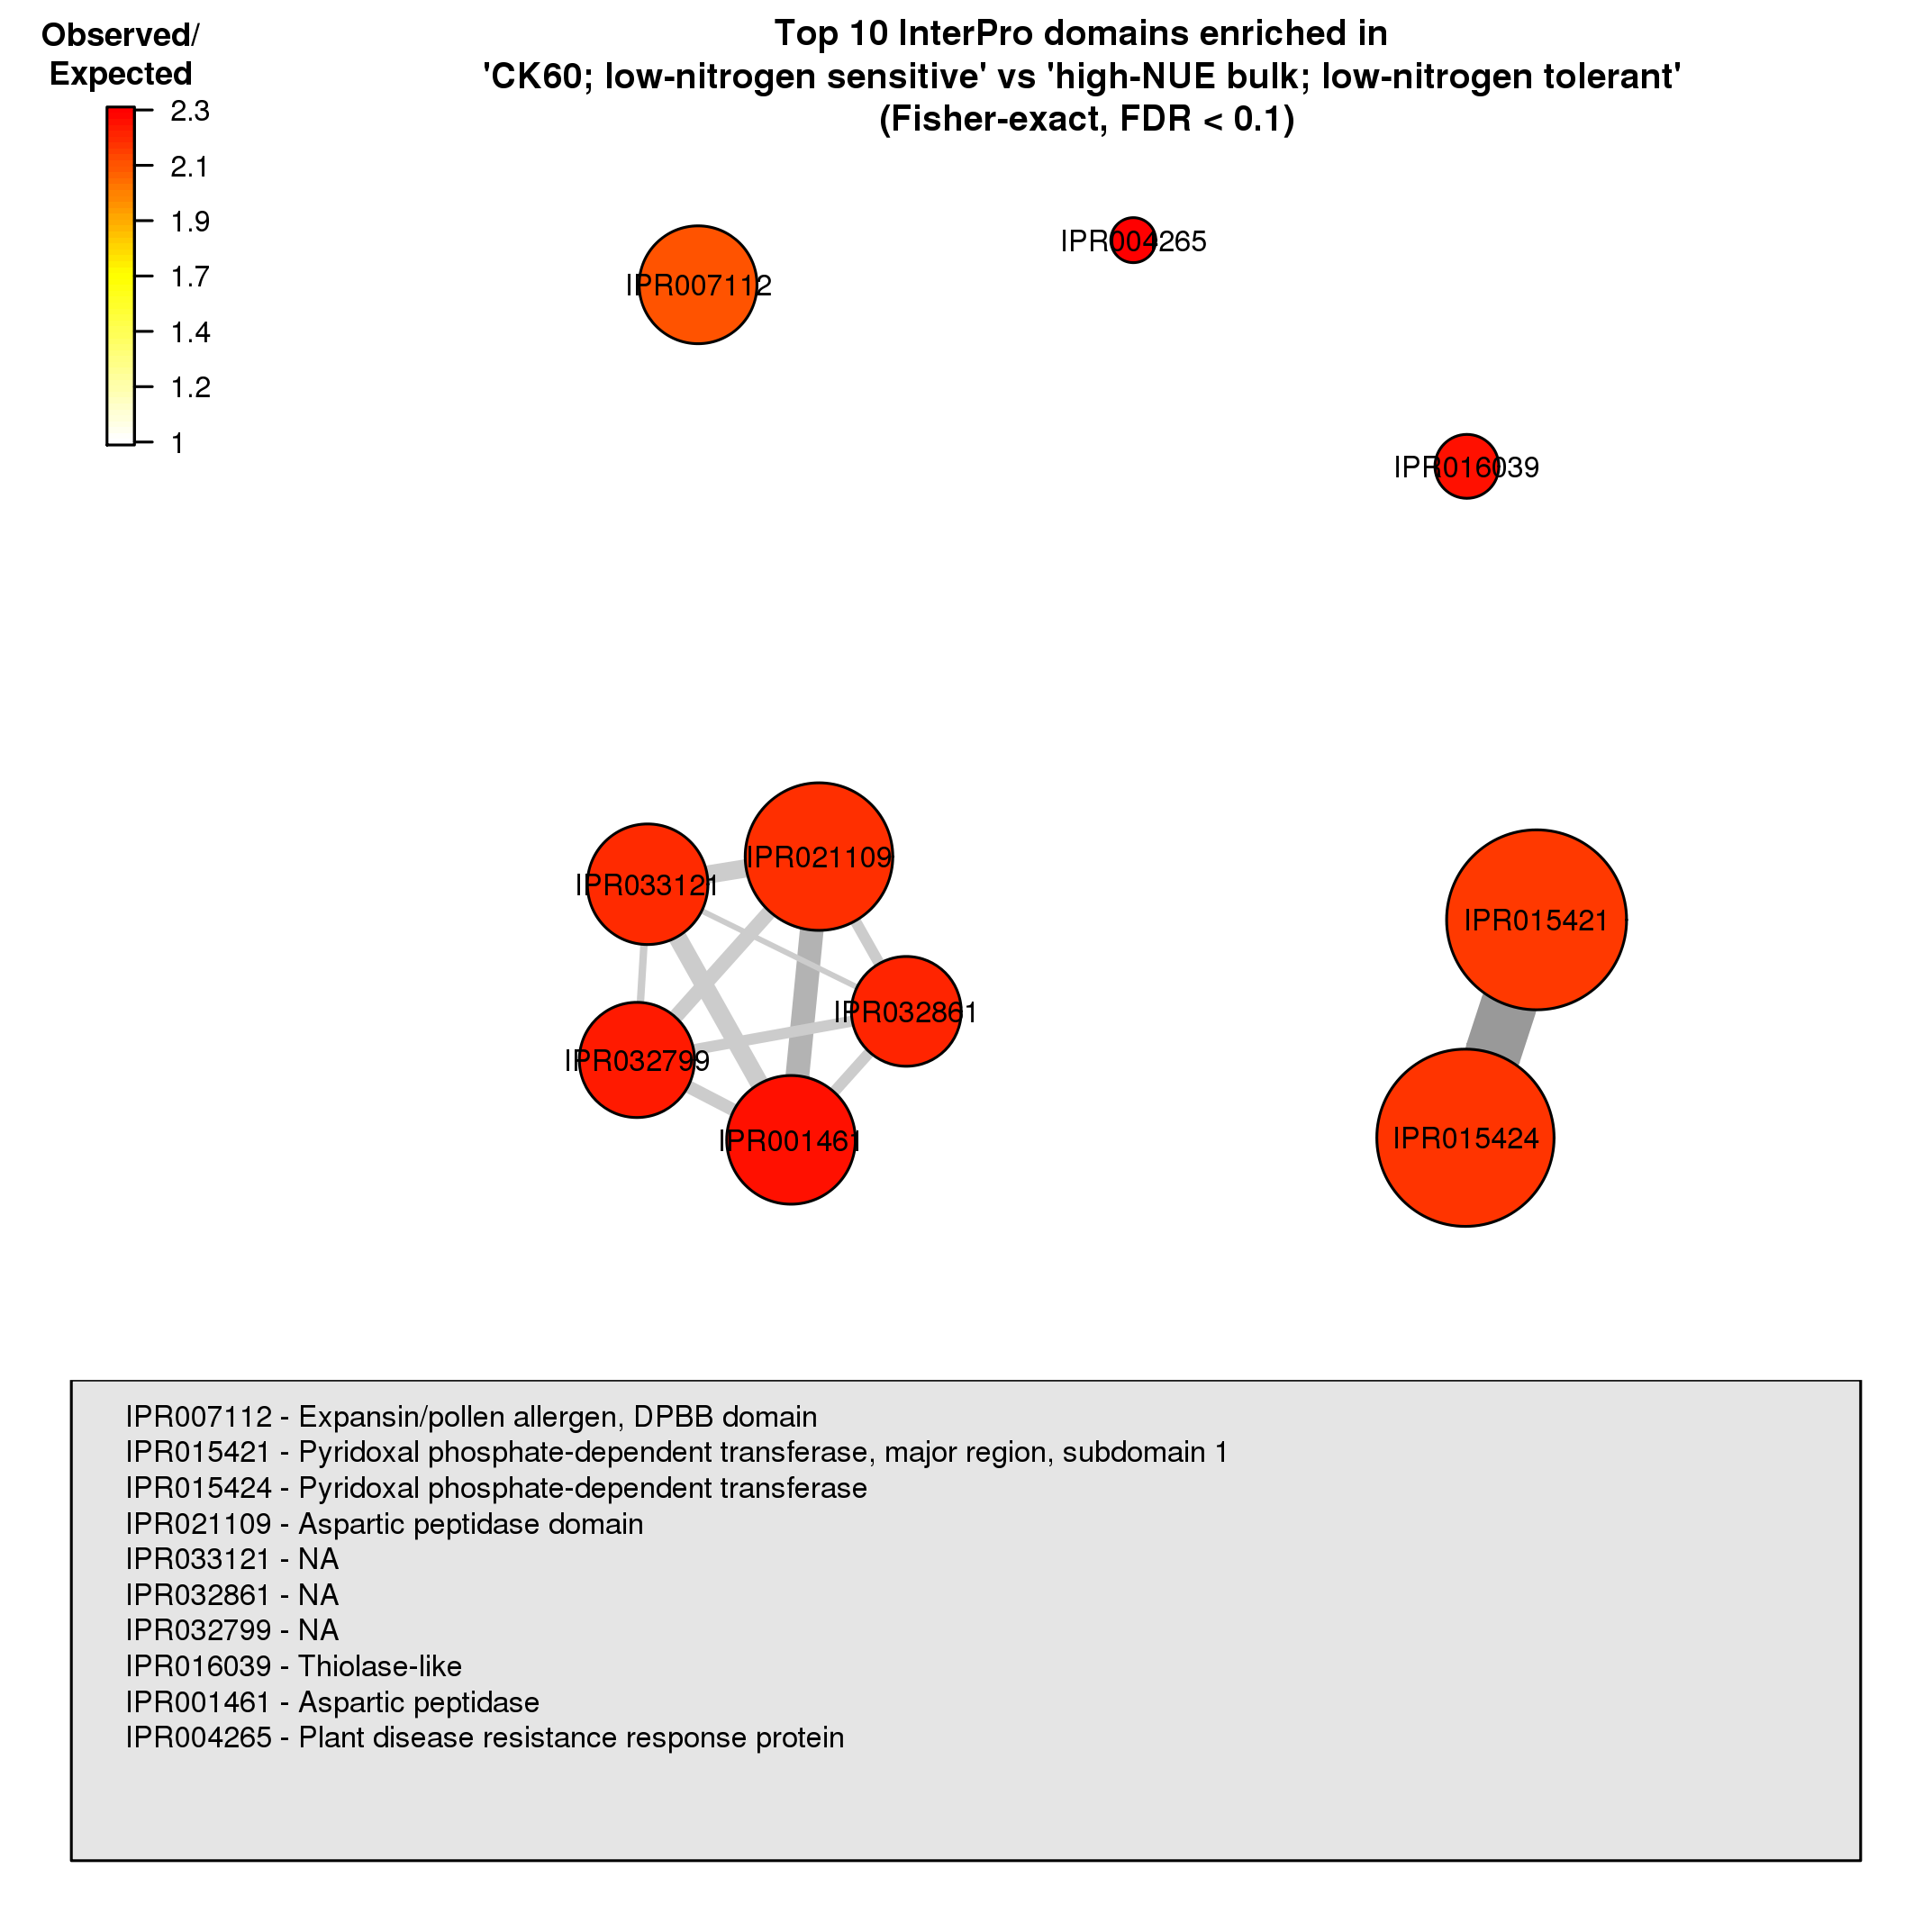 Observed/
Expected
2.3
2.1
1.9
1.7
1.4
1.2
1
Top 10 InterPro domains enriched in
'CK60; low-nitrogen sensitive' vs 'high-NUE bulk; low-nitrogen tolerant'
(Fisher-exact, FDR < 0.1)
IPR004265
IPR007112
IPR016039
IPR021109
IPR033121
IPR015421
IPR032861
IPR032799
IPR001461
IPR015424
IPR007112 - Expansin/pollen allergen, DPBB domain
IPR015421 - Pyridoxal phosphate-dependent transferase, major region, subdomain 1
IPR015424 - Pyridoxal phosphate-dependent transferase
IPR021109 - Aspartic peptidase domain
IPR033121 - NA
IPR032861 - NA
IPR032799 - NA
IPR016039 - Thiolase-like
IPR001461 - Aspartic peptidase
IPR004265 - Plant disease resistance response protein